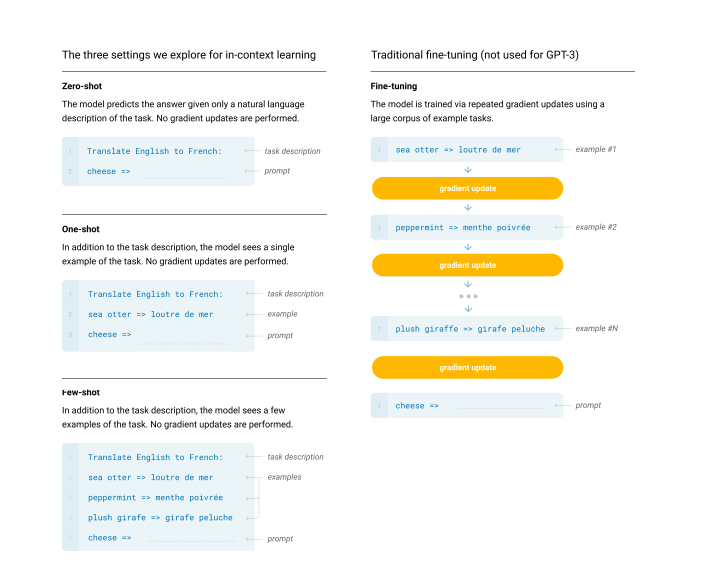 The three settings we explore for in-context learning
Zero-shot
The model predicts the answer given only a natural language
description of the task. No gradient updates are performed.
1 Translate English to French: task description
2 cheese => prompt
One-shot
In addition to the task description, the model sees a single
example of the task. No gradient updates are performed.
1 Translate English to French: task description
2 sea otter => loutre de mer example
3 cheese => prompt
Few-shot
In addition to the task description, the model sees a few
examples of the task. No gradient updates are performed.
1 Translate English to French: task description
2 sea otter => loutre de mer examples
3 peppermint => menthe poivrée
4 plush girafe => girafe peluche
5 cheese => prompt
Traditional fine-tuning (not used for GPT-3)
Fine-tuning
The model is trained via repeated gradient updates using a
large corpus of example tasks.
1 sea otter => loutre de mer example #1
gradient update
1 peppermint => menthe poivrée example #2
gradient update
1 plush giraffe => girafe peluche example #N
gradient update
1 cheese => prompt